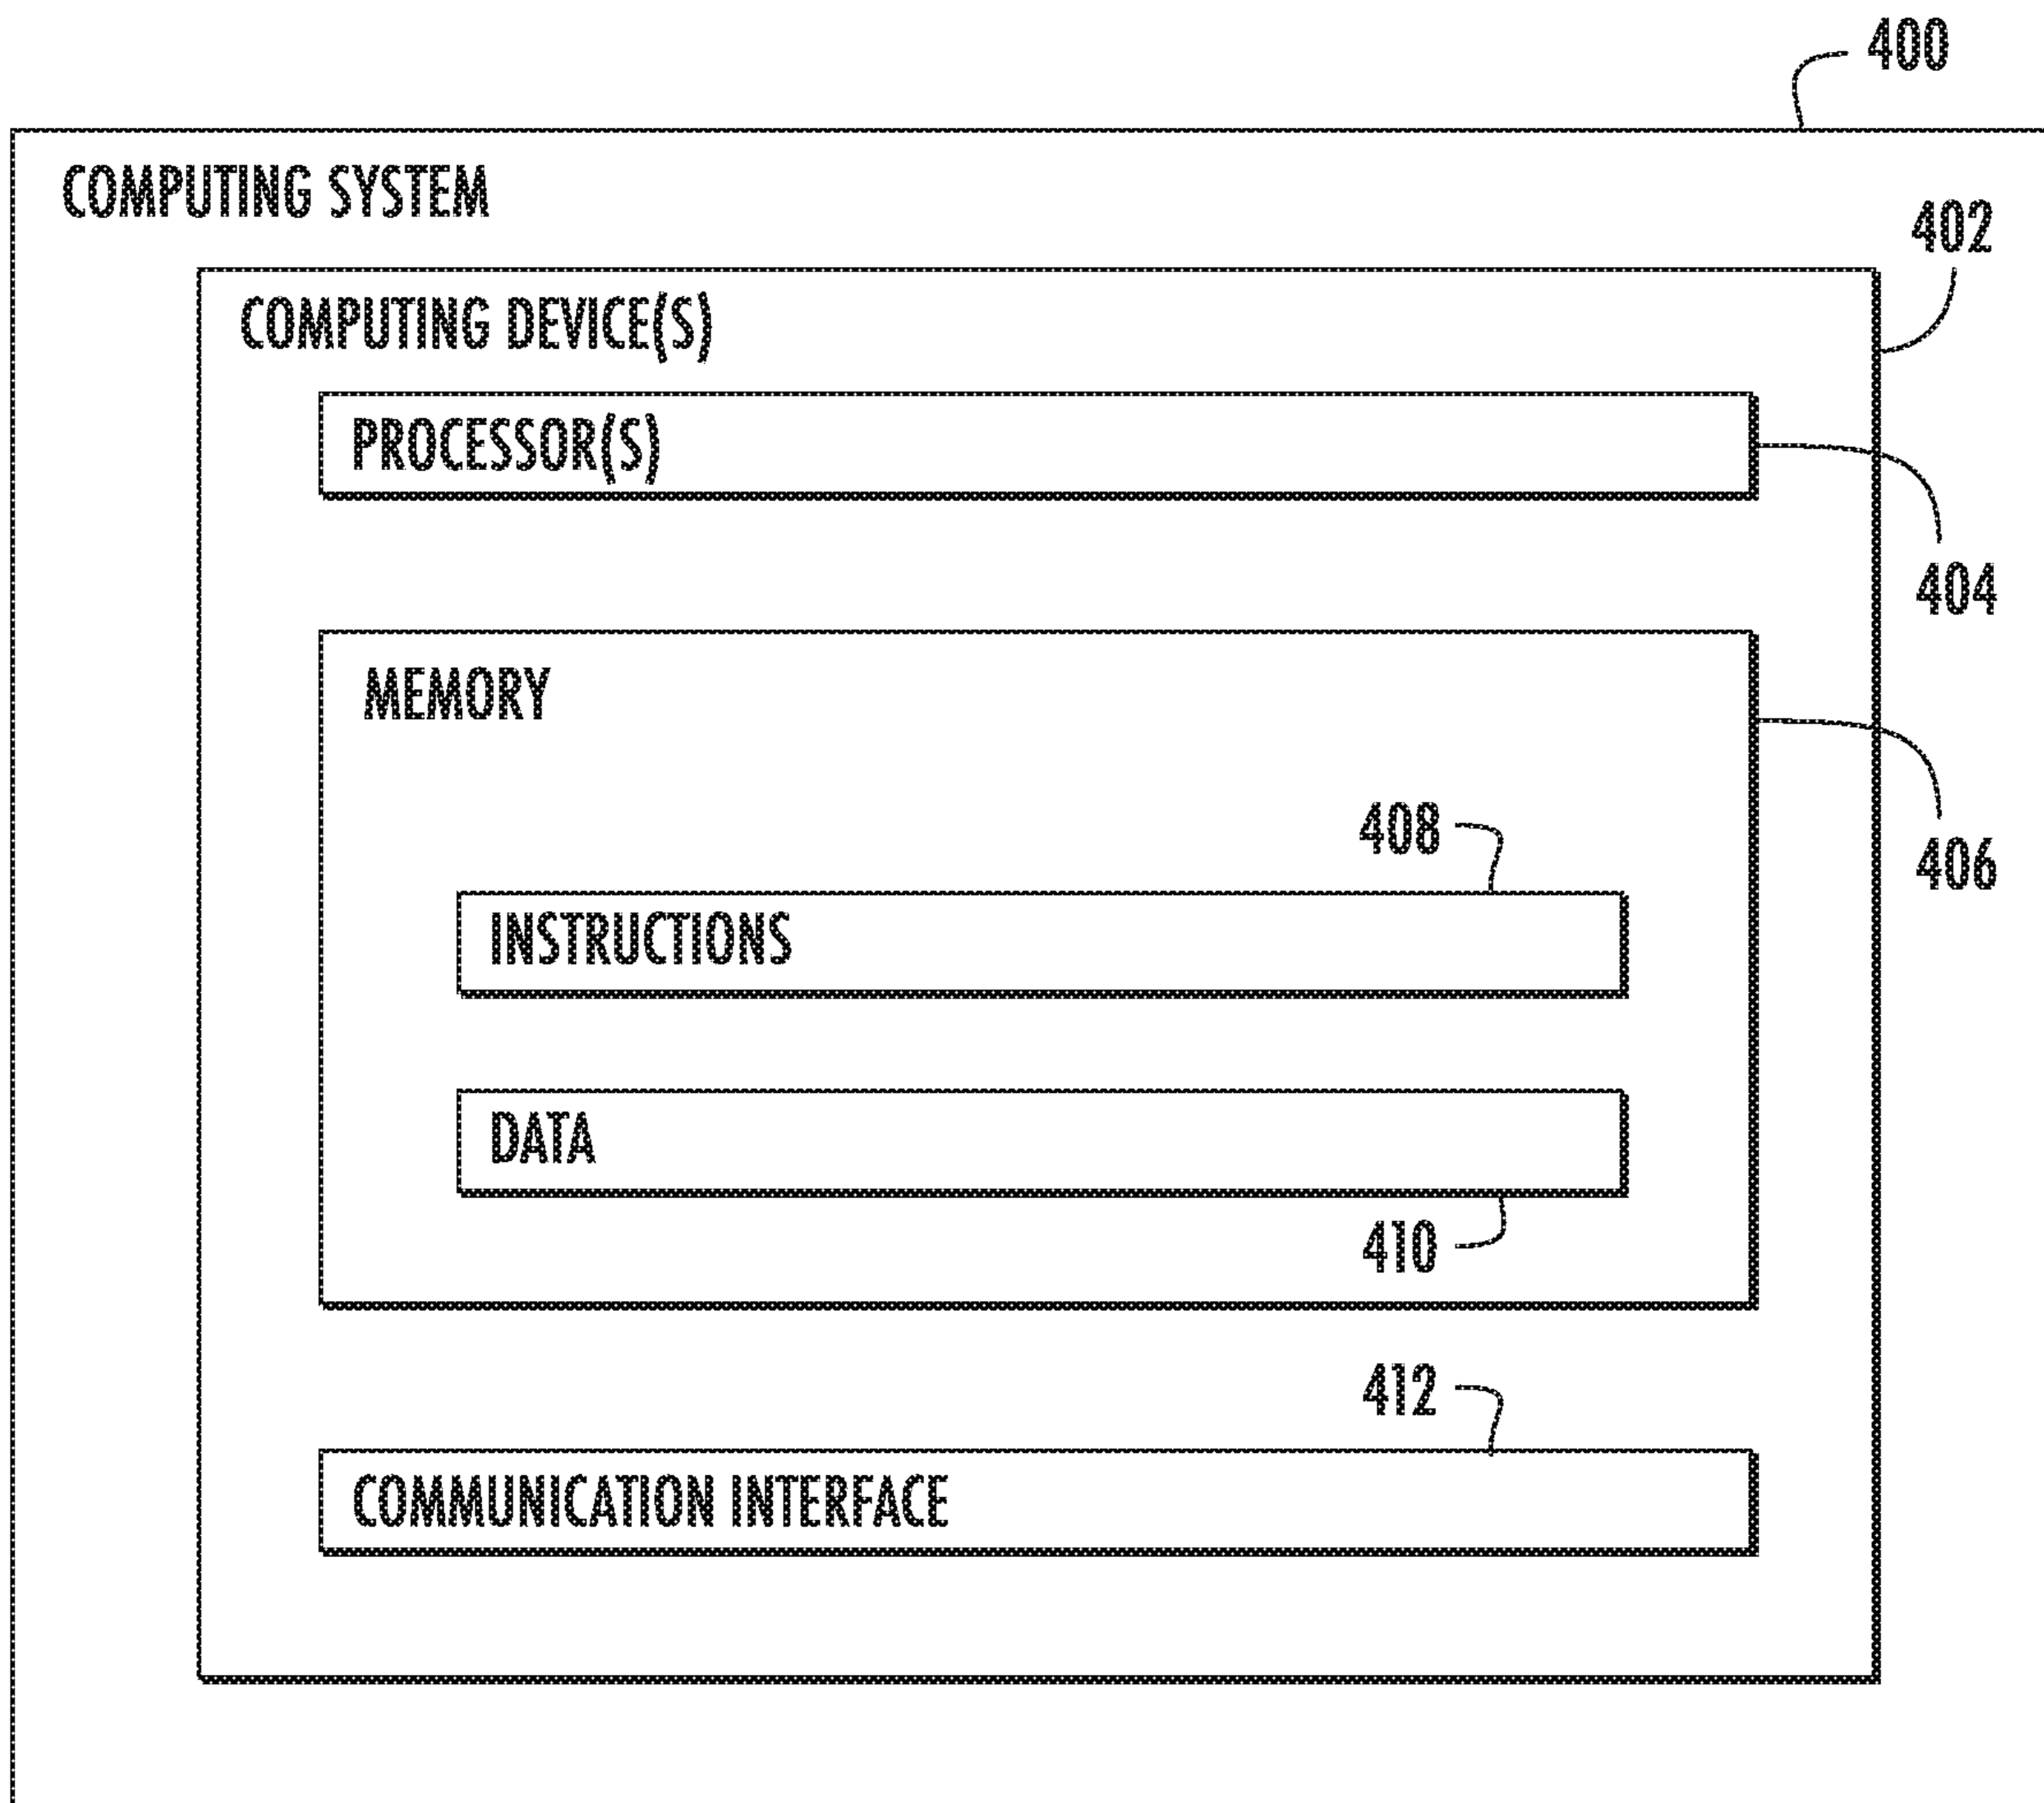 400
COMPUTING SYSTEM
402
COMPUTING DEVICE(S)
PROCESSOR(S)
404
MEMORY
406
408
INSTRUCTIONS
DATA
410
412
COMMUNICATION INTERFACE